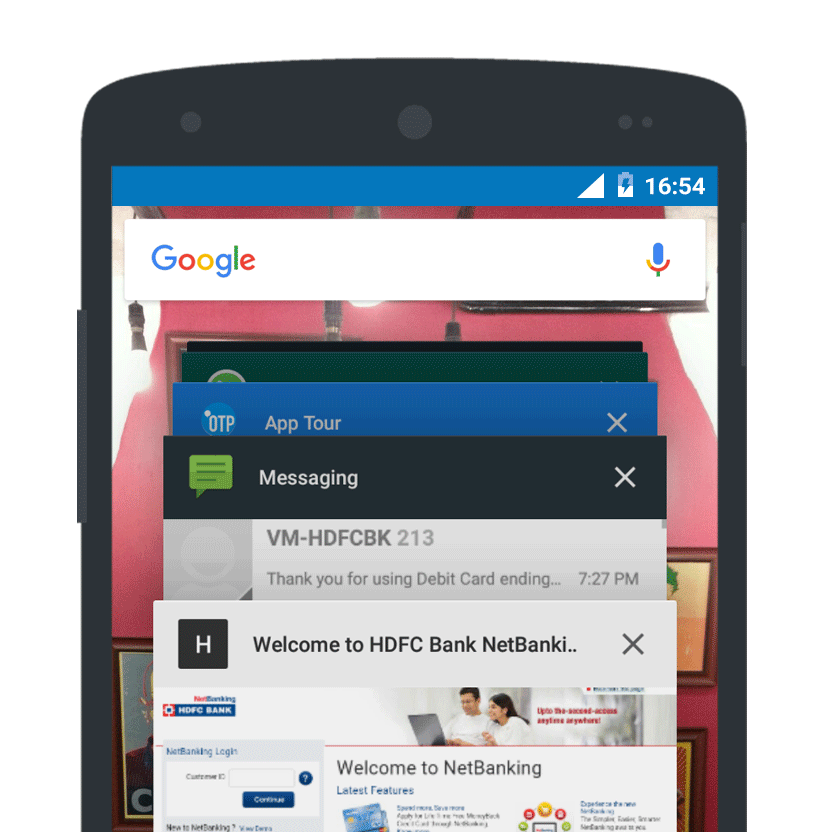 16:54
Google
OTP App Tour
Messaging
VM-HDFCBK 213
Thank you for using Debit Card ending... 7:27 PM
H Welcome to HDFC Bank NetBanki..
NetBanking
HDFC BANK
Upto-the-second-access
anytime anywhere!
NetBanking Login
Customer ID
?
Continue
New to NetBanking ? View Demo
Welcome to NetBanking
Latest Features
Spend more, Save more
Apply for Life Time Free MoneyBack
Credit Card through NetBanking
Experience the new
NetBanking
The Simpler, Easier, Smarter
NetBanking awaits you.
C